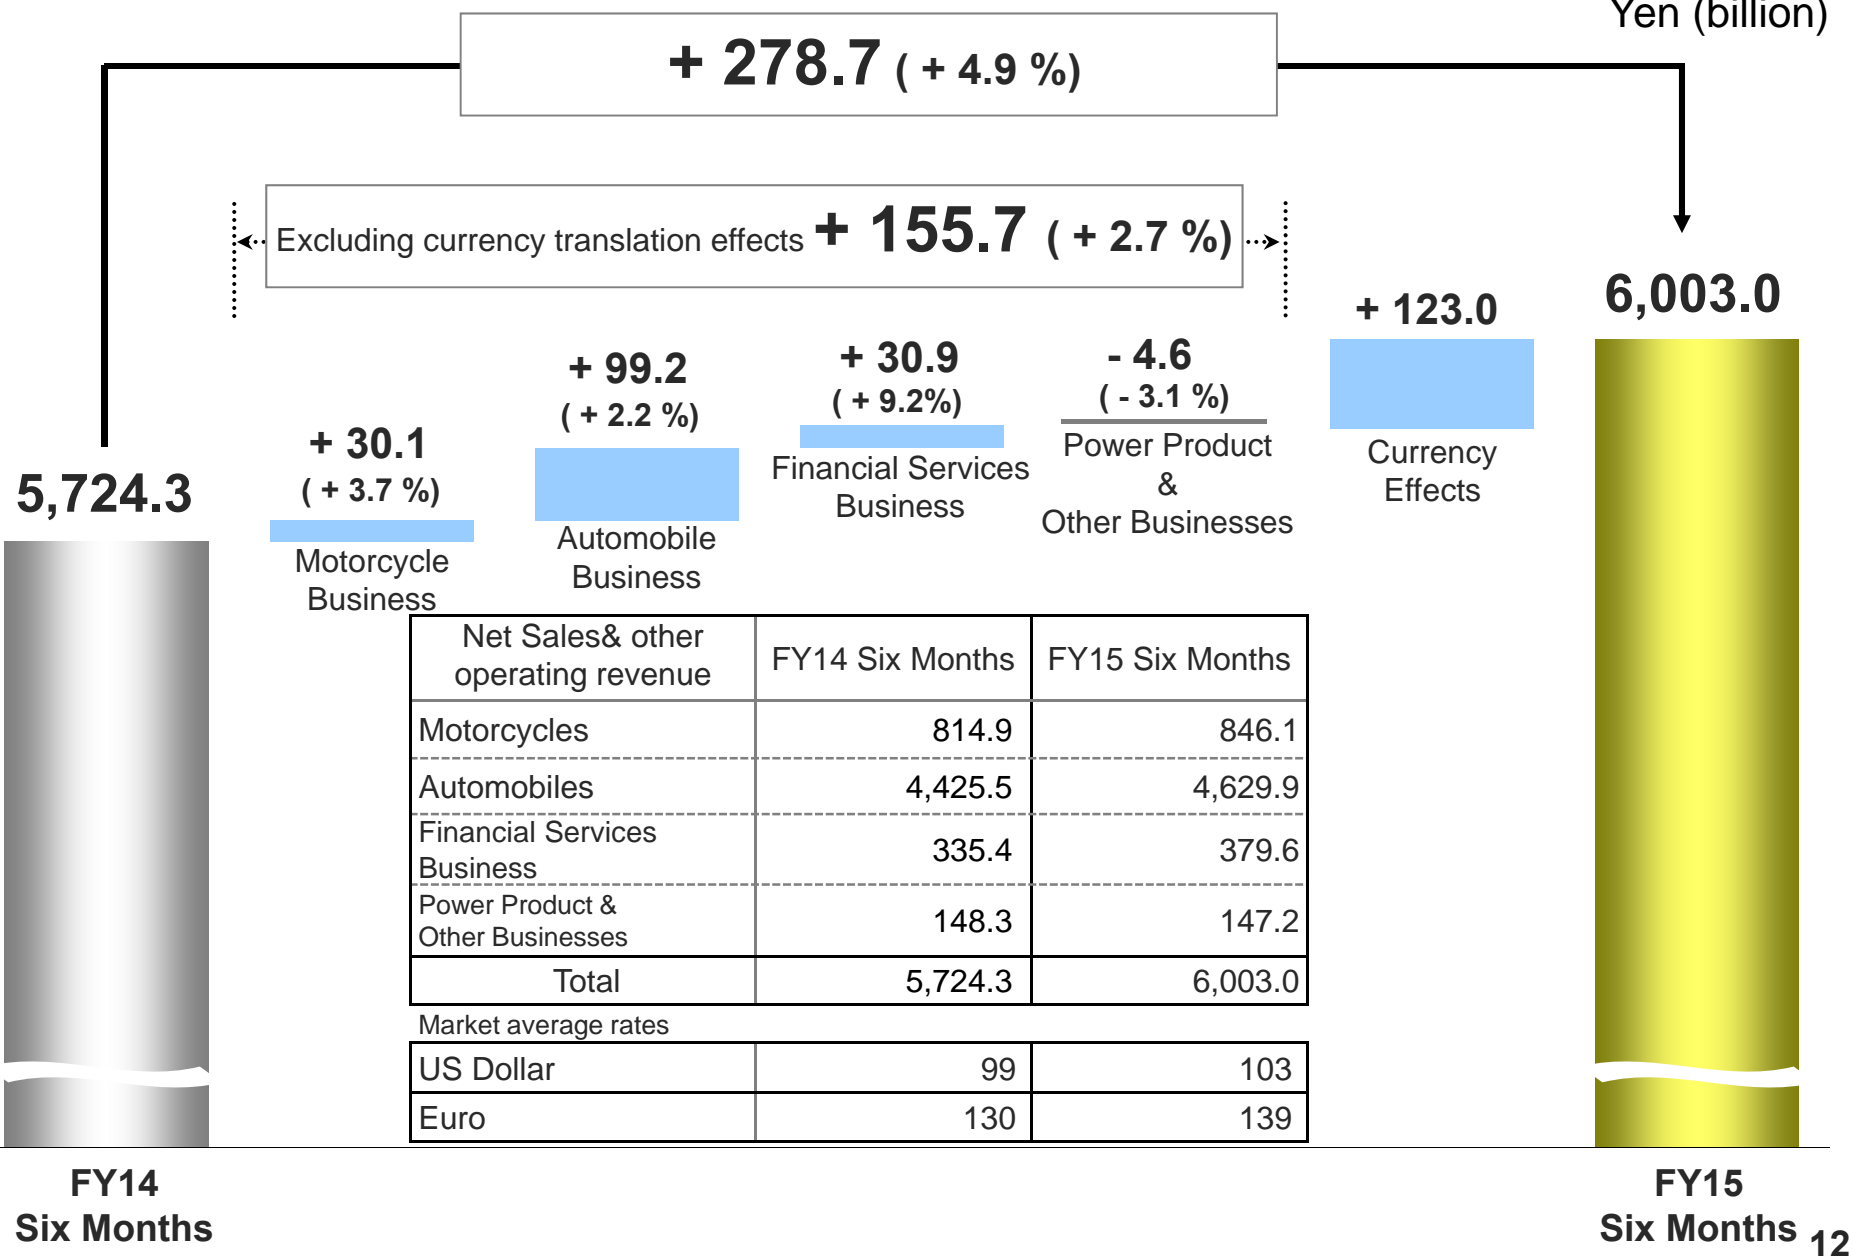 Yen (billion)
+ 278.7 ( + 4.9 %)
Excluding currency translation effects + 155.7 ( + 2.7 %)
5,724.3
+ 30.1
( + 3.7 %)
Motorcycle
Business
+ 99.2
( + 2.2 %)
Automobile
Business
+ 30.9
( + 9.2%)
Financial Services
Business
- 4.6
( - 3.1 %)
Power Product
&
Other Businesses
+ 123.0
Currency
Effects
6,003.0
Net Sales& other
operating revenue
FY14 Six Months
FY15 Six Months
Motorcycles 814.9 846.1
Automobiles 4,425.5 4,629.9
Financial Services
Business
335.4 379.6
Power Product &
Other Businesses
148.3 147.2
Total 5,724.3 6,003.0
Market average rates
US Dollar 99 103
Euro 130 139
FY14
Six Months
FY15
Six Months
12